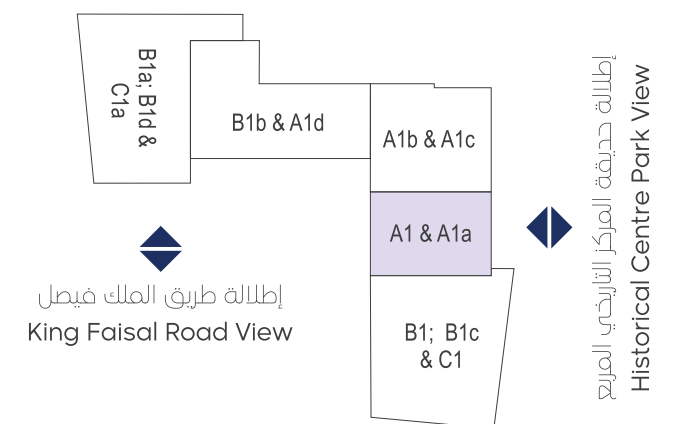 B1a; B1d &
C1a
B1b & A1d
A1b & A1c
A1 & A1a
B1; B1c
& C1
إطلالة طريق الملك فيصل
King Faisal Road View
إطلالة حديقة المركز التاريخي المربع
Historical Centre Park View